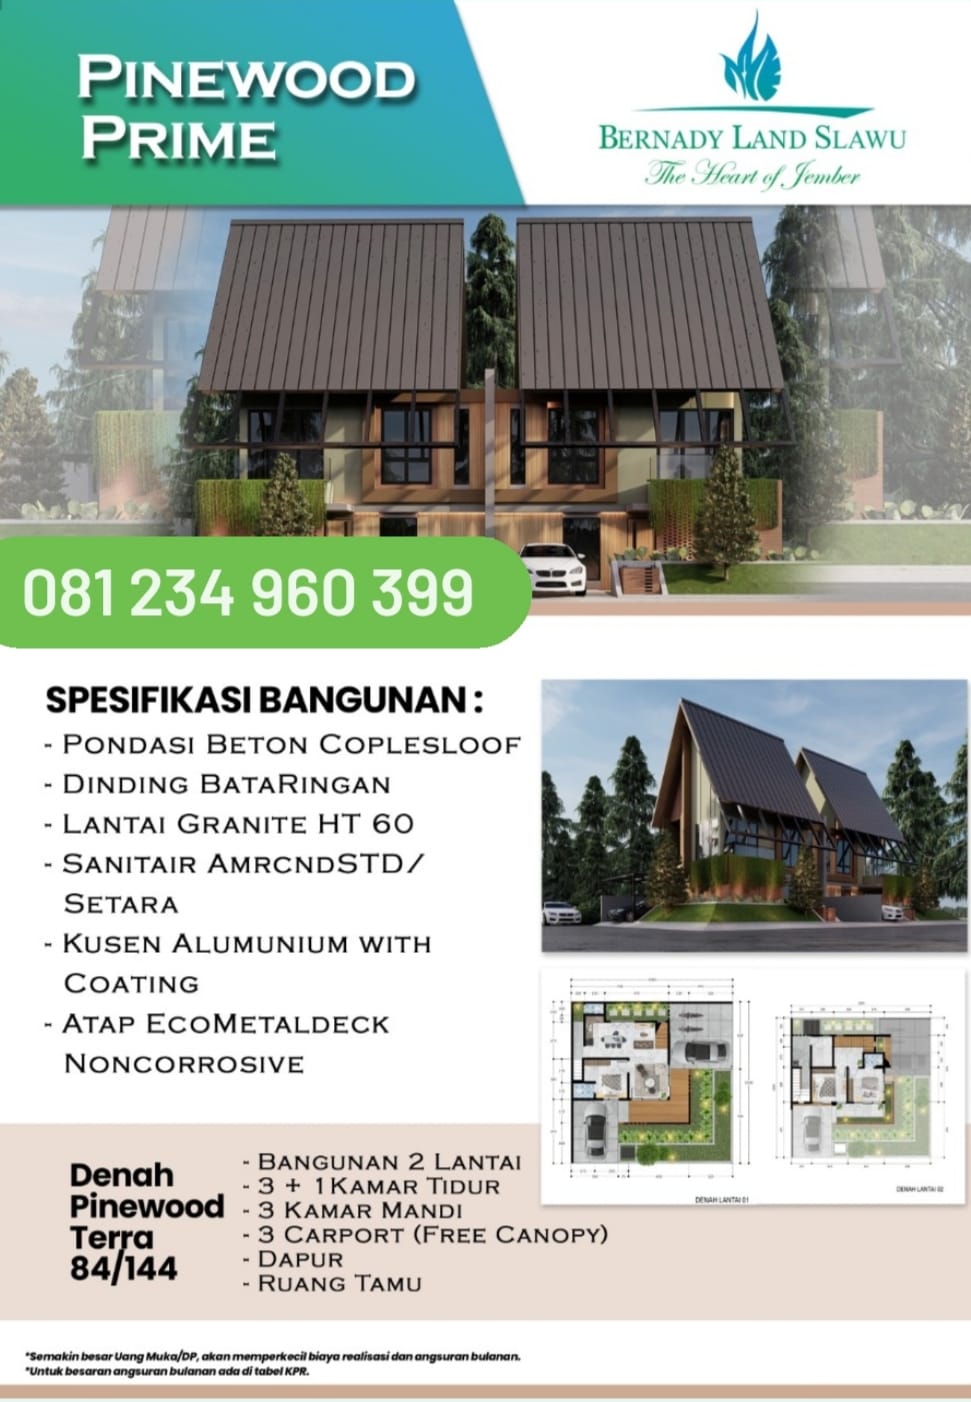 PINEWOOD
PRIME
BERNADY LAND SLAWU
The Heart of Jember
081 234 960 399
SPESIFIKASI BANGUNAN :
- PONDASI BETON COPLESLOOF
- DINDING BATARINGAN
- LANTAI GRANITE HT 60
- SANITAIR AMRCNDSTD/
SETARA
- KUSEN ALUMUNIUM WITH
COATING
- ATAP ECOMETALDECK
NONCORROSIVE
DENAH LANTAI 01
DENAH LANTAI 02
Denah
Pinewood
Terra
84/144
- BANGUNAN 2 LANTAI
- 3 + 1 KAMAR TIDUR
- 3 KAMAR MANDI
- 3 CARPORT (FREE CANOPY)
- DAPUR
- RUANG TAMU
*Semakin besar Uang Muka/DP, akan memperkecil biaya realisasi dan angsuran bulanan.
*Untuk besaran angsuran bulanan ada di tabel KPR.